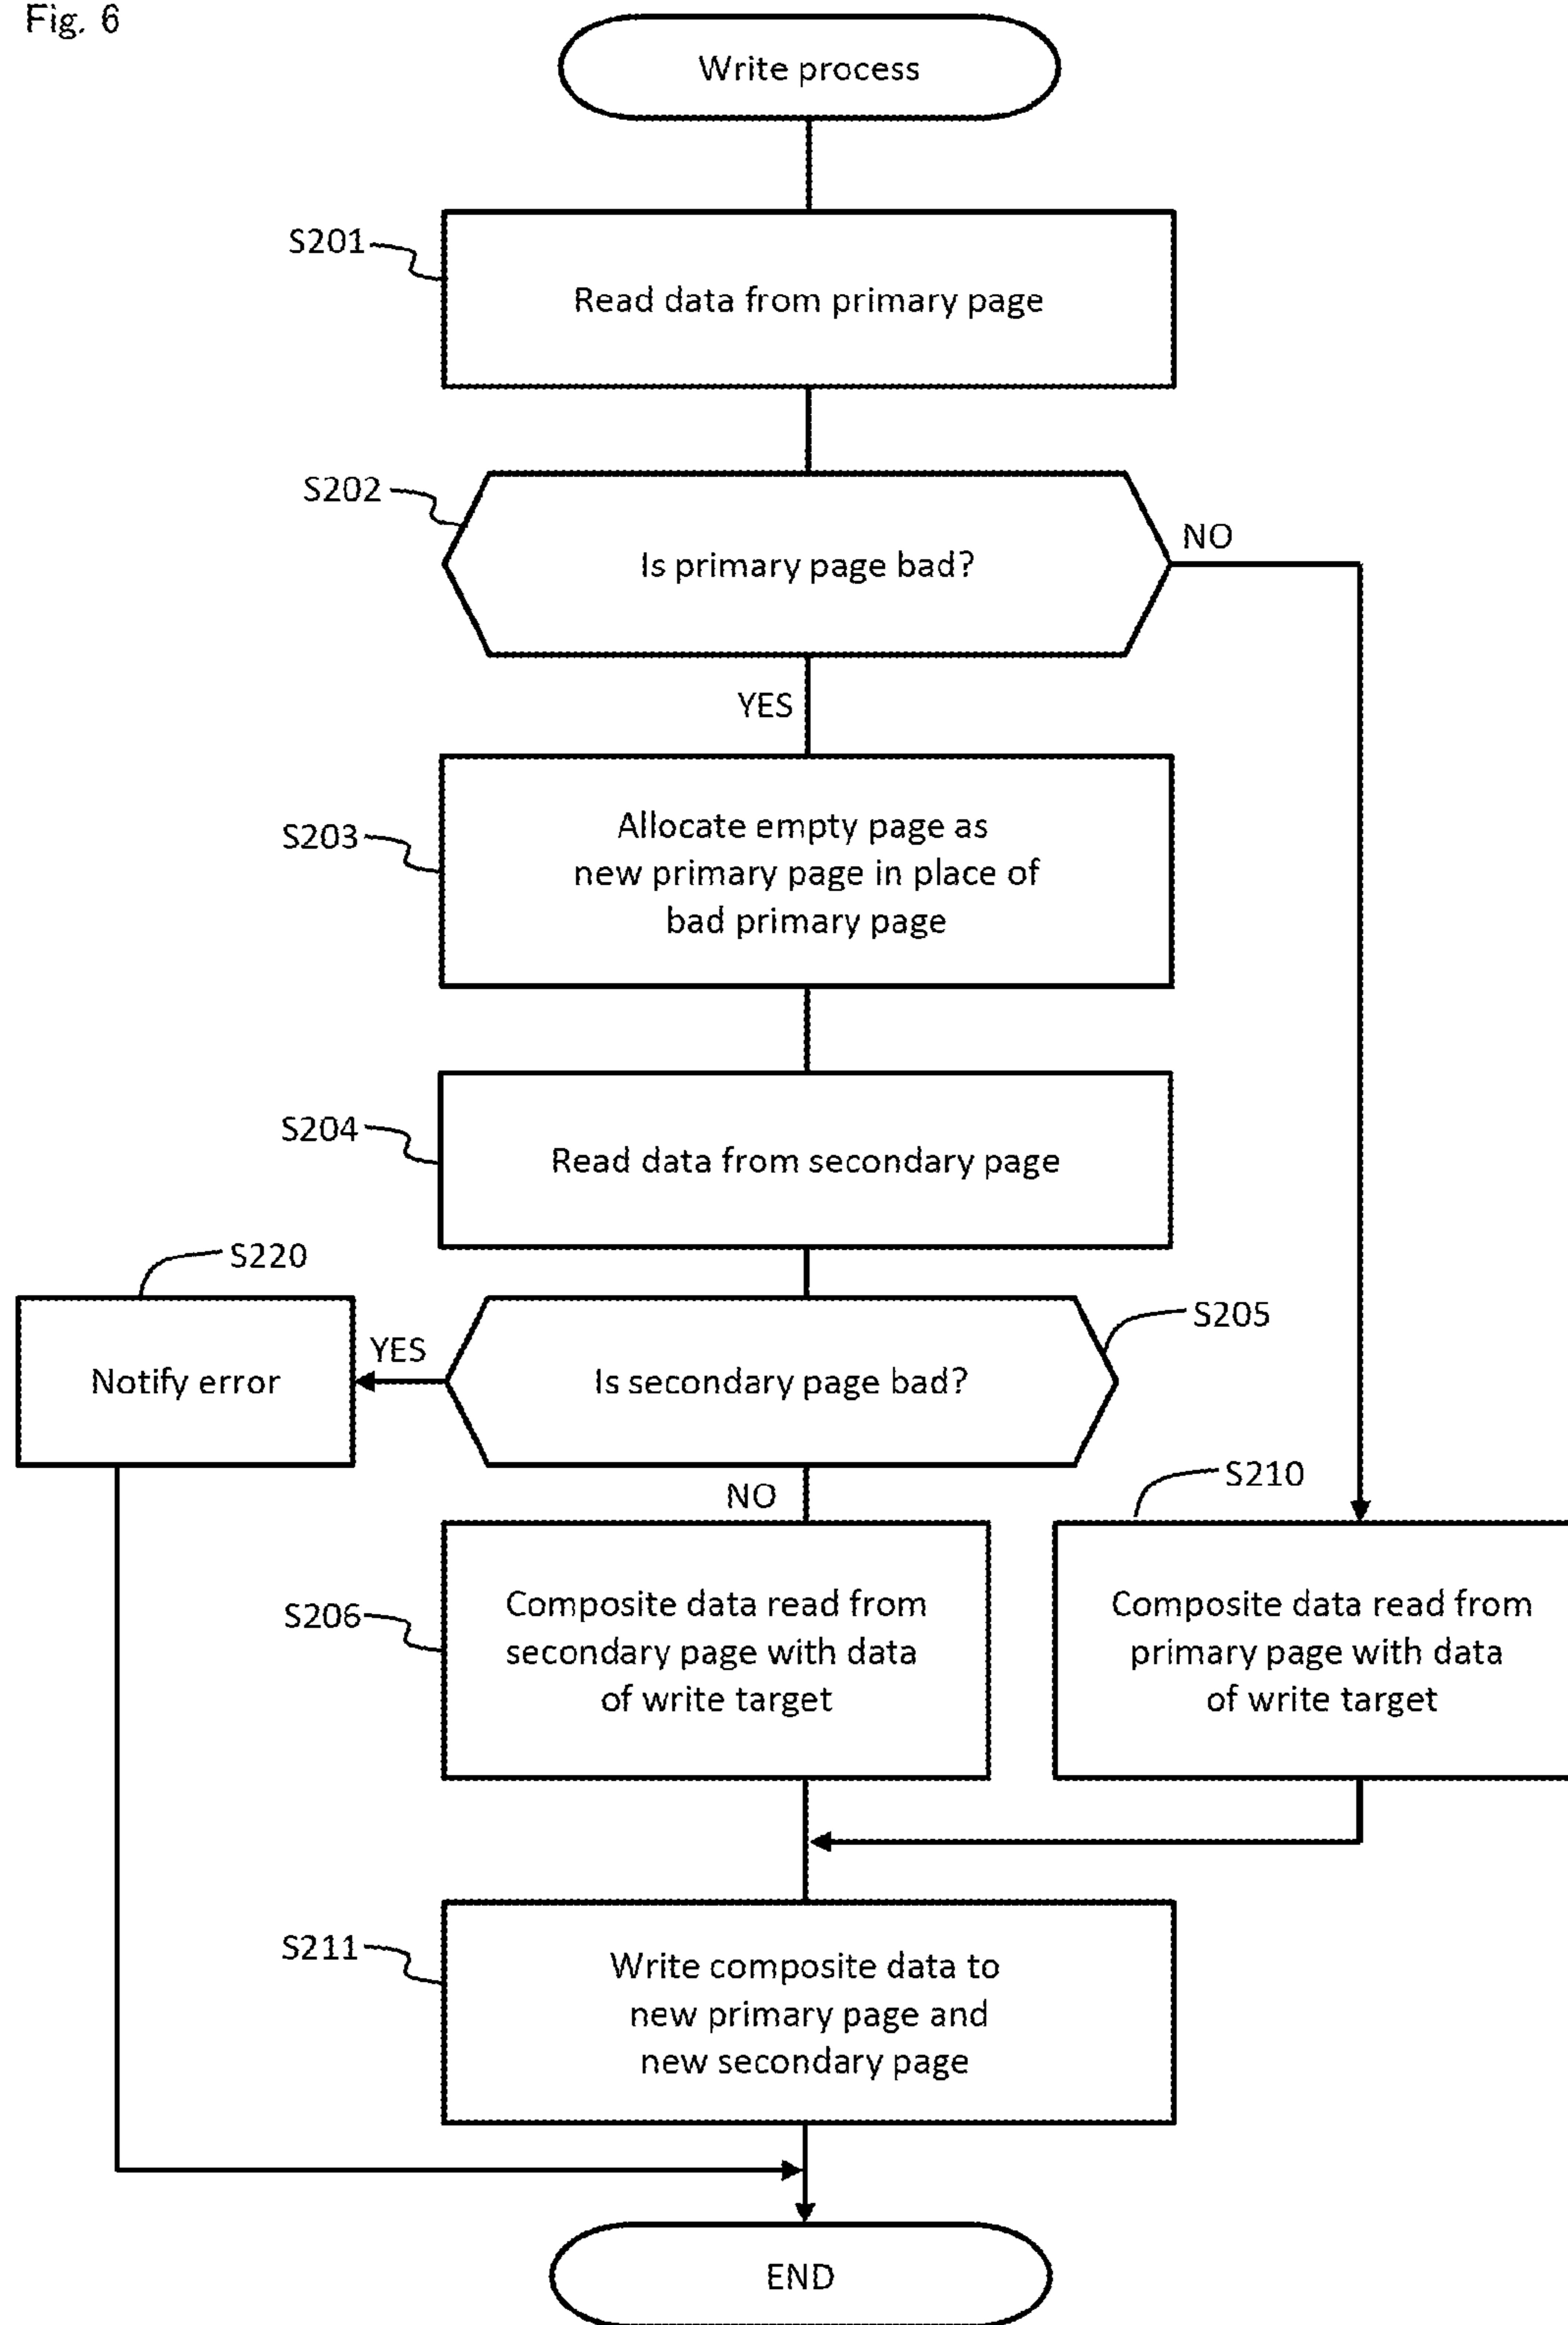 Fig. 6
Write process
S201
Read data from primary page
S202
Is primary page bad?
NO
YES
S203
Allocate empty page as
new primary page in place of
bad primary page
S204
Read data from secondary page
S220
Notify error
YES
Is secondary page bad?
S205
NO
S210
S206
Composite data read from
secondary page with data
of write target
Composite data read from
primary page with data
of write target
S211
Write composite data to
new primary page and
new secondary page
END